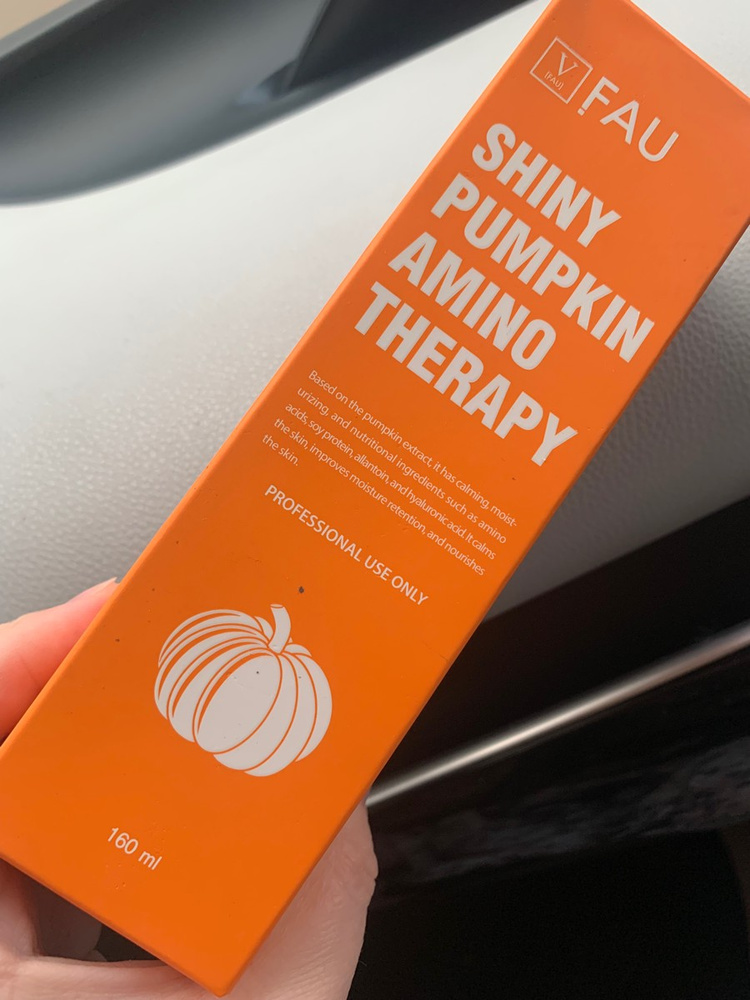 V
[FAU]
FAU
SHINY
PUMPKIN
AMINO
THERAPY
Based on the pumpkin extract, it has calming, moist-
urizing, and nutritional ingredients such as amino
acids, soy protein, allantoin, and hyaluronic acid. It calms
the skin, improves moisture retention, and nourishes
the skin.
PROFESSIONAL USE ONLY
160 ml